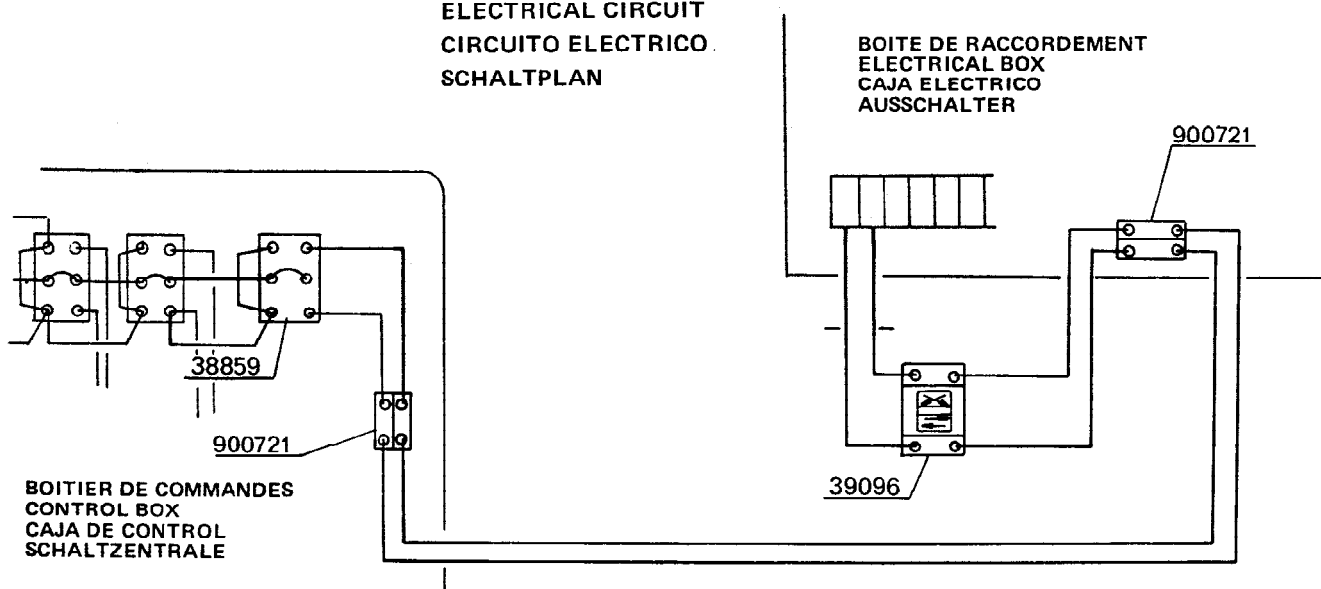 ELECTRICAL CIRCUIT
CIRCUITO ELECTRICO
SCHALTPLAN
BOITE DE RACCORDEMENT
ELECTRICAL BOX
CAJA ELECTRICO
AUSSCHALTER
900721
38859
900721
39096
BOITIER DE COMMANDES
CONTROL BOX
CAJA DE CONTROL
SCHALTZENTRALE